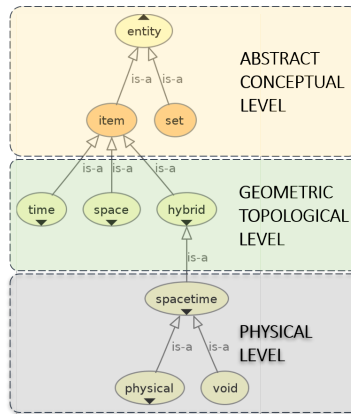 entity
is-a is-a
ABSTRACT
CONCEPTUAL
LEVEL
item set
is-a is-a is-a
time space hybrid
GEOMETRIC
TOPOLOGICAL
LEVEL
is-a
spacetime
is-a is-a
PHYSICAL
LEVEL
physical void